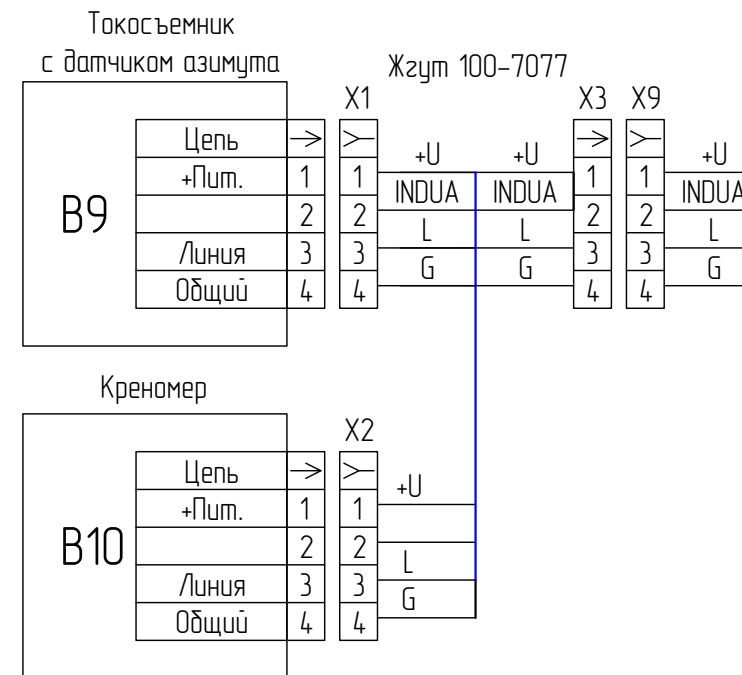 Токосъемник
с датчиком азимута
Жгут 100-7077
X1
X3
X9
B9
Цепь
+Пит. 1 1 +U +U 1 1 +U
2 2 INDUA INDUA 2 2 INDUA
Линия 3 3 L L 3 3 L
Общий 4 4 G G 4 4 G
Креномер
X2
B10
Цепь
+Пит. 1 1 +U
2 2
Линия 3 3 L
Общий 4 4 G